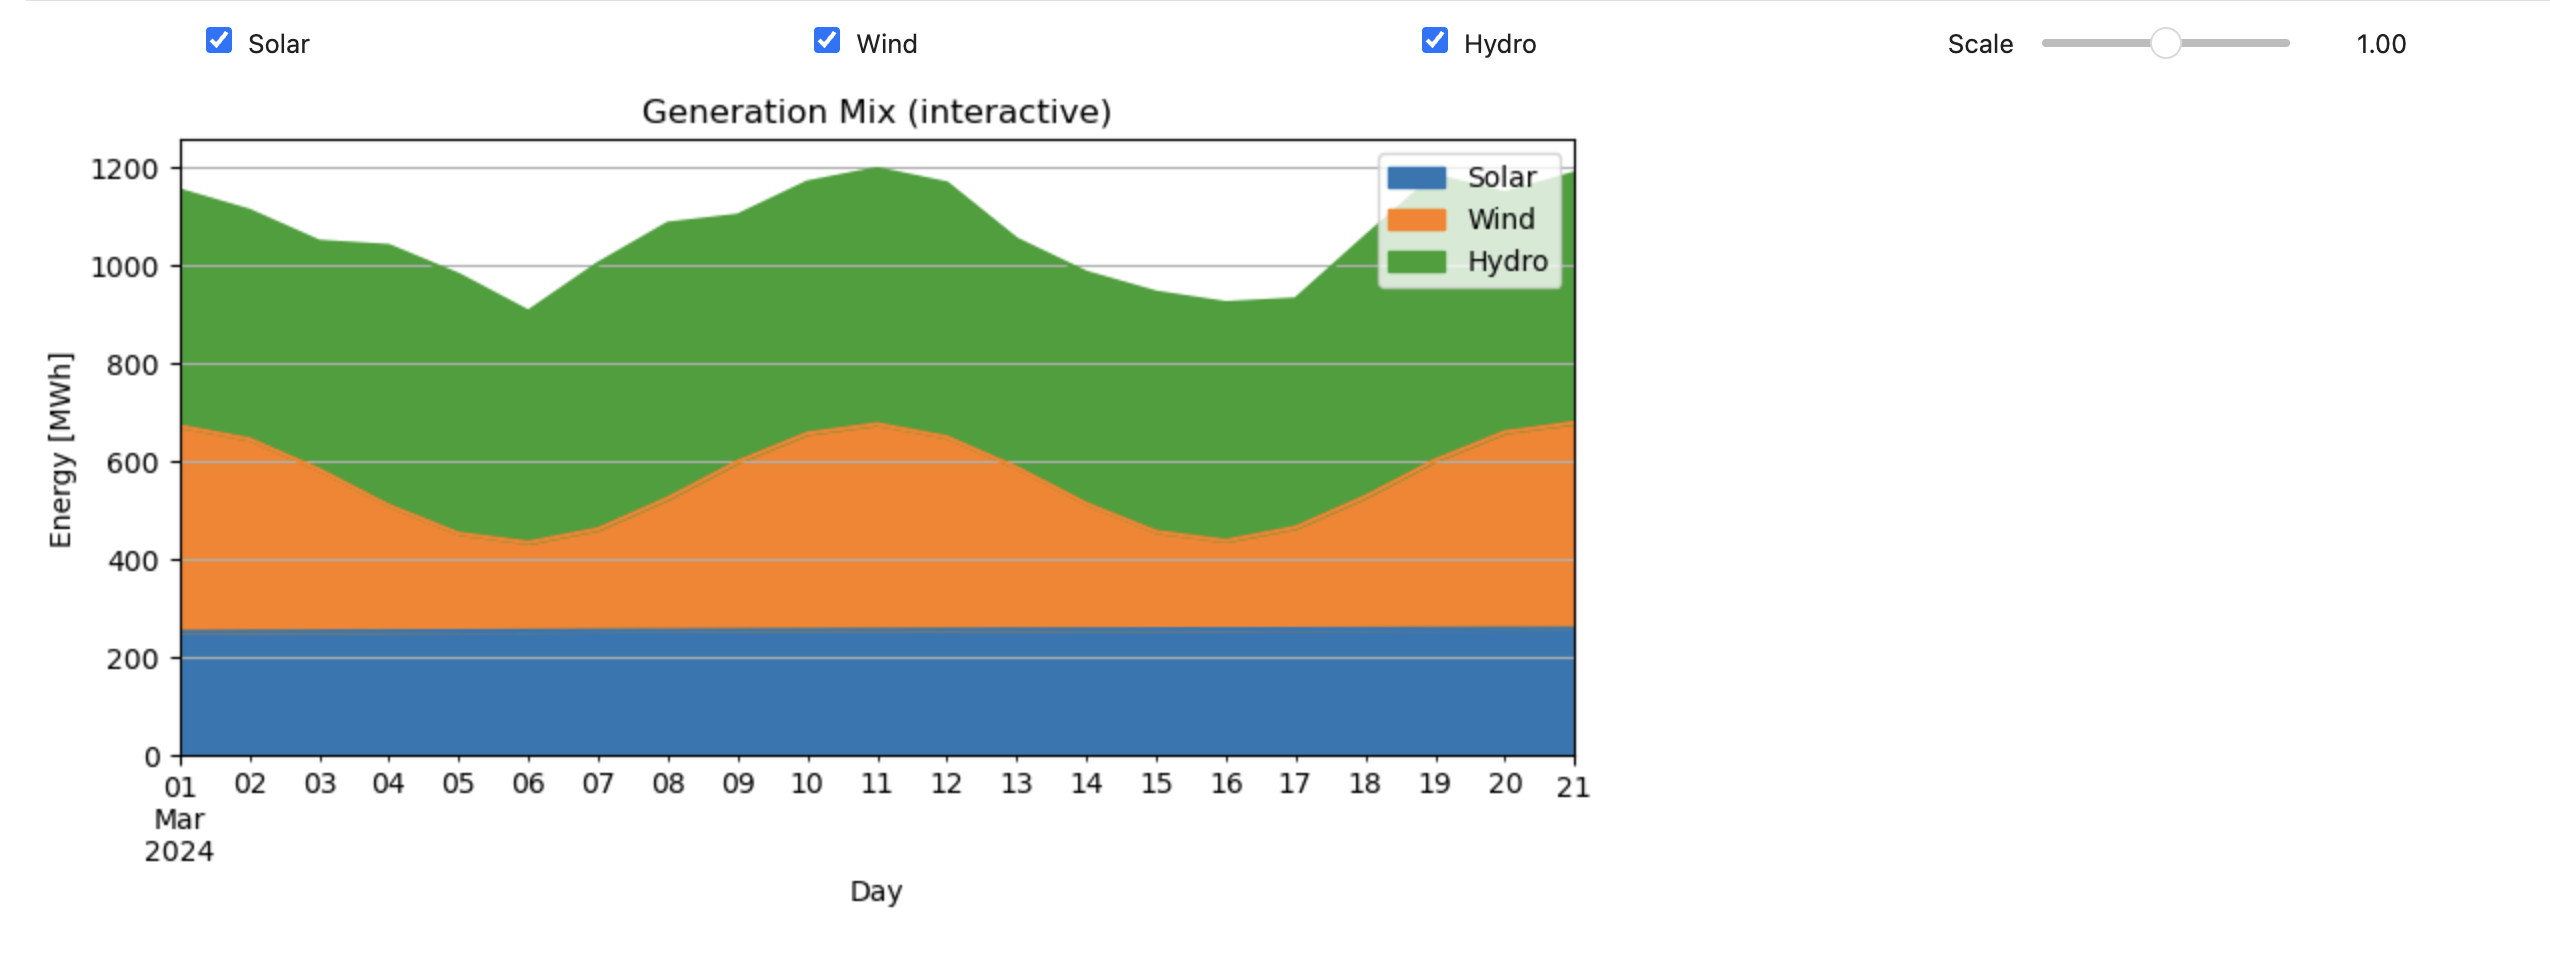 Solar Wind Hydro Scale 1.00
Generation Mix (interactive)
Solar
Wind
Hydro
1200
1000
800
600
400
200
0
Energy [MWh]
01 02 03 04 05 06 07 08 09 10 11 12 13 14 15 16 17 18 19 20 21
Mar
2024
Day